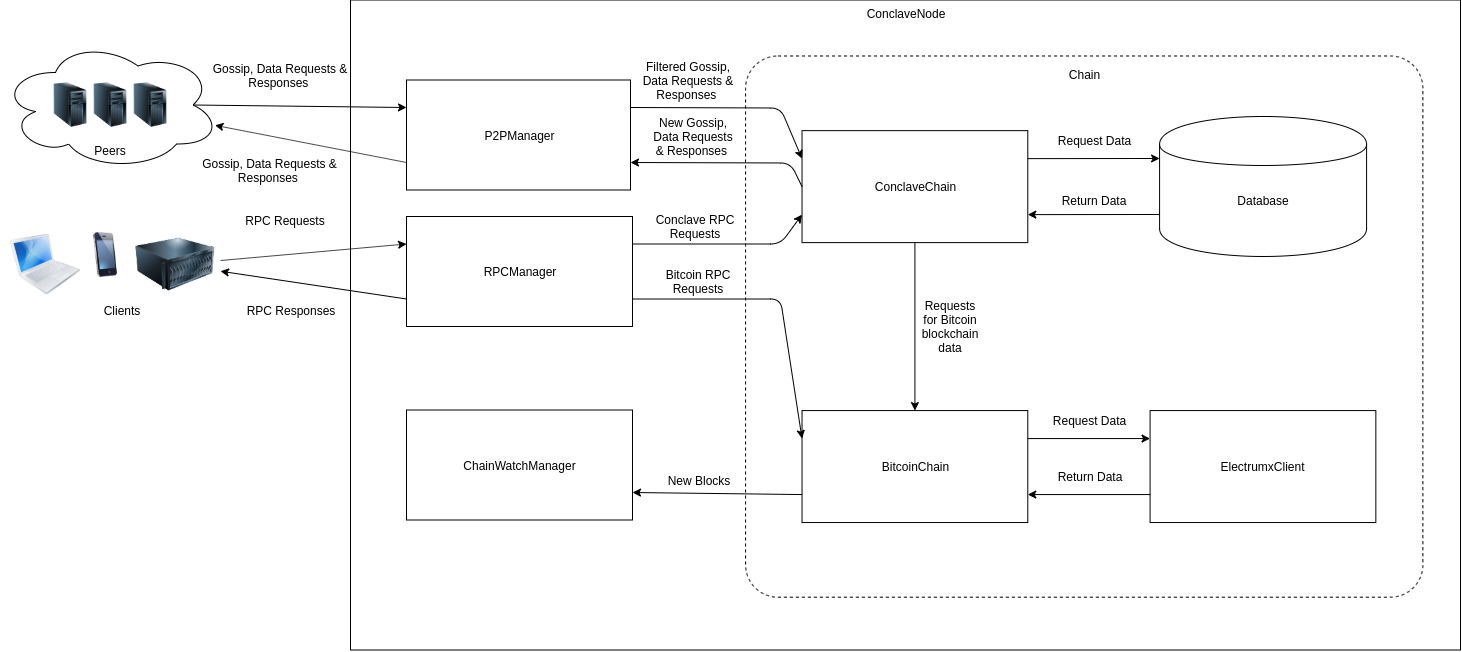 ConclaveNode
Gossip, Data Requests &
Responses
Peers
Gossip, Data Requests &
Responses
P2PManager
Filtered Gossip,
Data Requests &
Responses
New Gossip,
Data Requests
& Responses
Chain
ConclaveChain
Request Data
Return Data
Database
RPC Requests
Clients
RPC Responses
RPCManager
Conclave RPC
Requests
Bitcoin RPC
Requests
Requests
for Bitcoin
blockchain
data
ChainWatchManager
New Blocks
BitcoinChain
Request Data
Return Data
ElectrumxClient